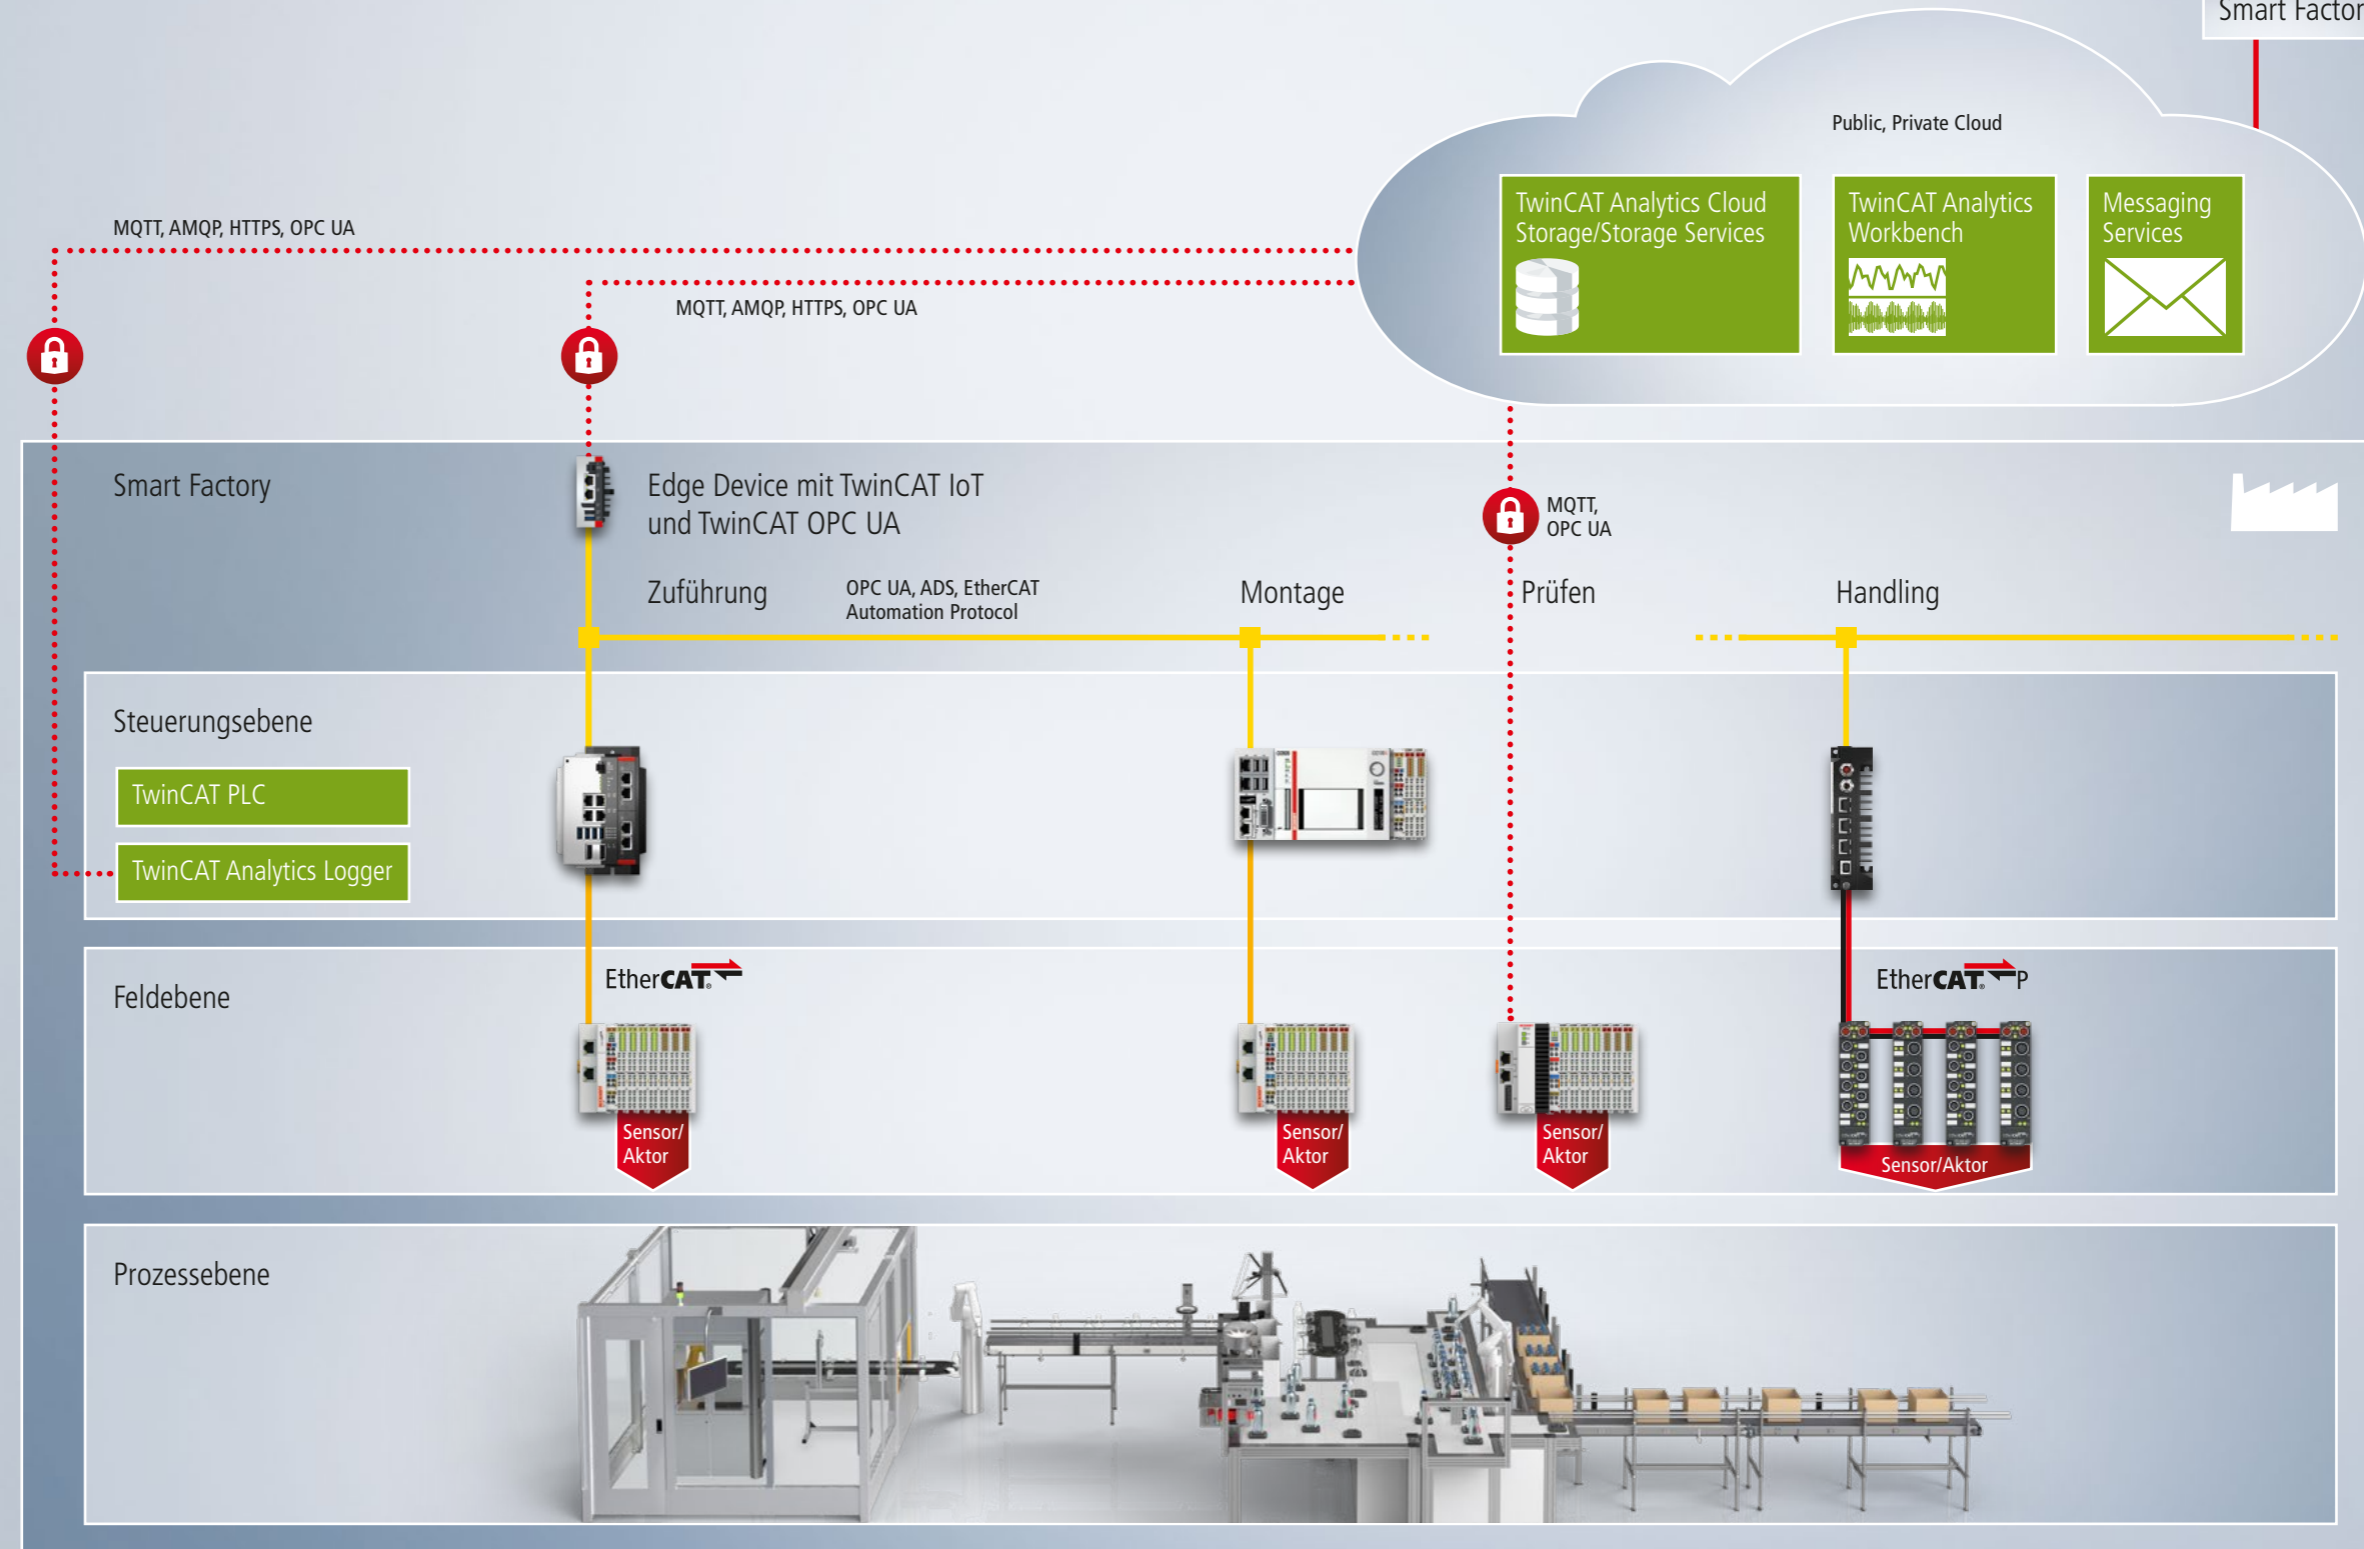 Smart Factor
Public, Private Cloud
TwinCAT Analytics Cloud
Storage/Storage Services
TwinCAT Analytics
Workbench
Messaging
Services
MQTT, AMQP, HTTPS, OPC UA
MQTT, AMQP, HTTPS, OPC UA
Smart Factory
Edge Device mit TwinCAT IoT
und TwinCAT OPC UA
MQTT,
OPC UA
Zuführung
OPC UA, ADS, EtherCAT
Automation Protocol
Montage
Prüfen
Handling
Steuerungsebene
TwinCAT PLC
TwinCAT Analytics Logger
Feldebene
EtherCAT®
EtherCAT® P
Sensor/
Aktor
Sensor/
Aktor
Sensor/
Aktor
Sensor/Aktor
Prozessebene